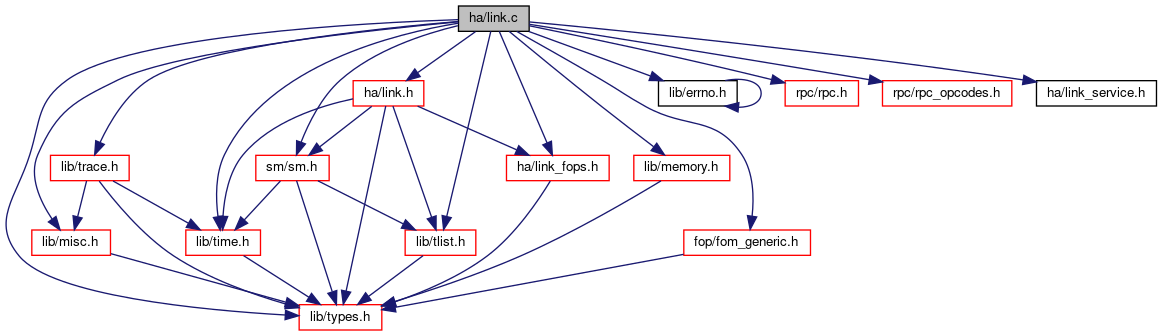 ha/link.c
ha/link.h
lib/errno.h
rpc/rpc.h
rpc/rpc_opcodes.h
ha/link_service.h
lib/trace.h
sm/sm.h
ha/link_fops.h
lib/memory.h
lib/misc.h
lib/time.h
lib/tlist.h
fop/fom_generic.h
lib/types.h